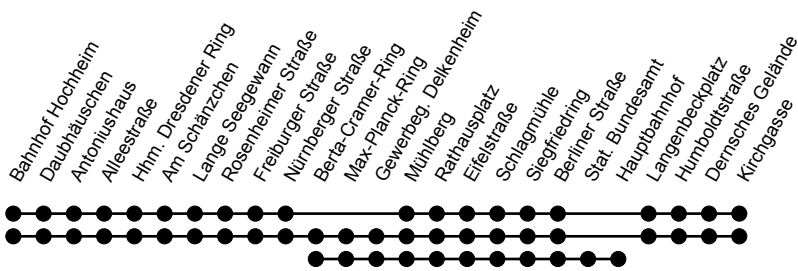 Bahnhof Hochheim
Daubhäuschen
Antoniushaus
Alleestraße
Hhm. Dresdener Ring
Am Schänzchen
Lange Seegewann
Rosenheimer Straße
Freiburger Straße
Nürnberger Straße
Berta-Cramer-Ring
Max-Planck-Ring
Gewerbeg. Delkenheim
Mühlberg
Rathausplatz
Eifelstraße
Schlagmühle
Siegfriedring
Berliner Straße
Stat. Bundesamt
Hauptbahnhof
Langenbeckplatz
Humboldtstraße
Dernsches Gelände
Kirchgasse